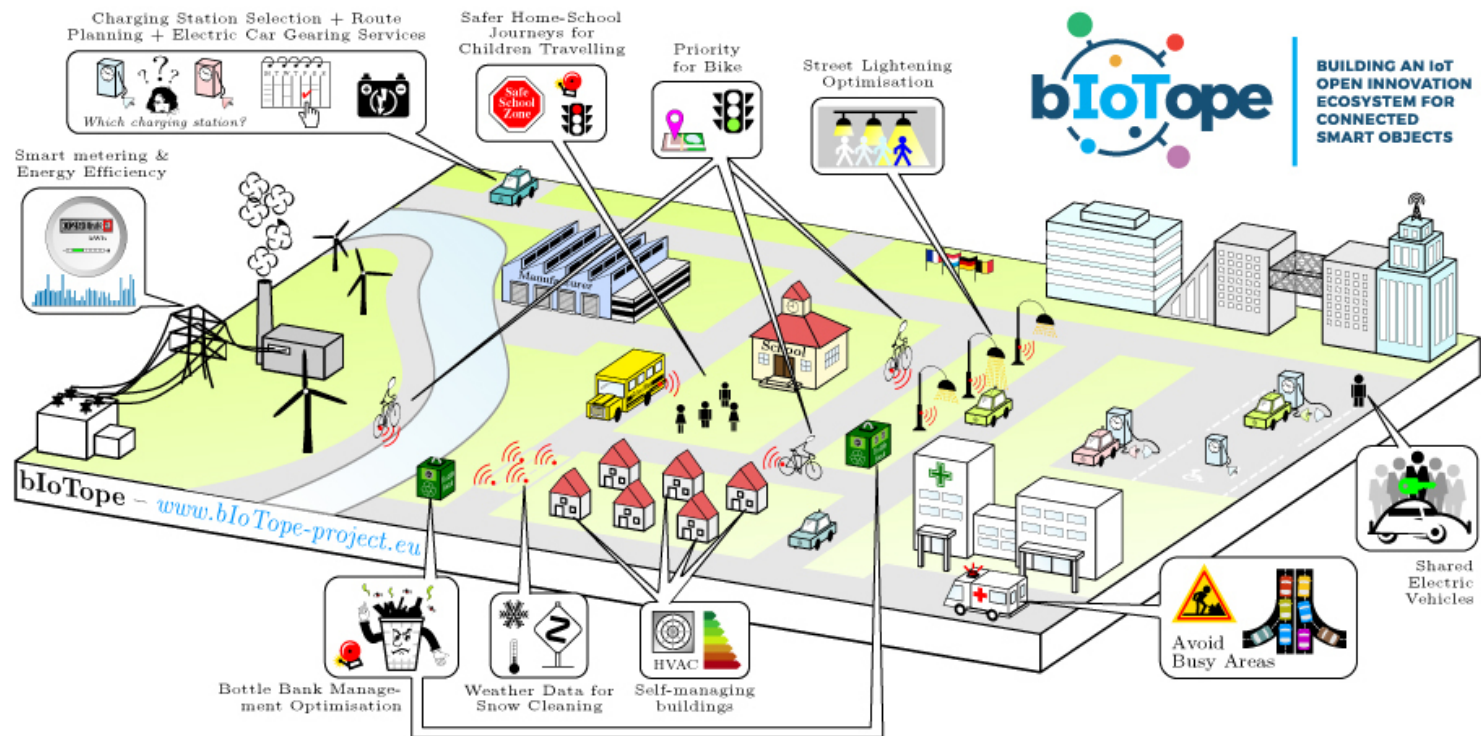 Charging Station Selection + Route
Planning + Electric Car Gearing Services
Which charging station?
Safer Home-School
Journeys for
Children Travelling
Safe
School
Zone
Priority
for Bike
Street Lightening
Optimisation
bIoTope
BUILDING AN IoT
OPEN INNOVATION
ECOSYSTEM FOR
CONNECTED
SMART OBJECTS
Smart metering &
Energy Efficiency
kWh
Manufacturer
School
bIoTope – www.bIoTope-project.eu
Bottle Bank Manage-
ment Optimisation
Weather Data for
Snow Cleaning
HVAC
Self-managing
buildings
Avoid
Busy Areas
Shared
Electric
Vehicles